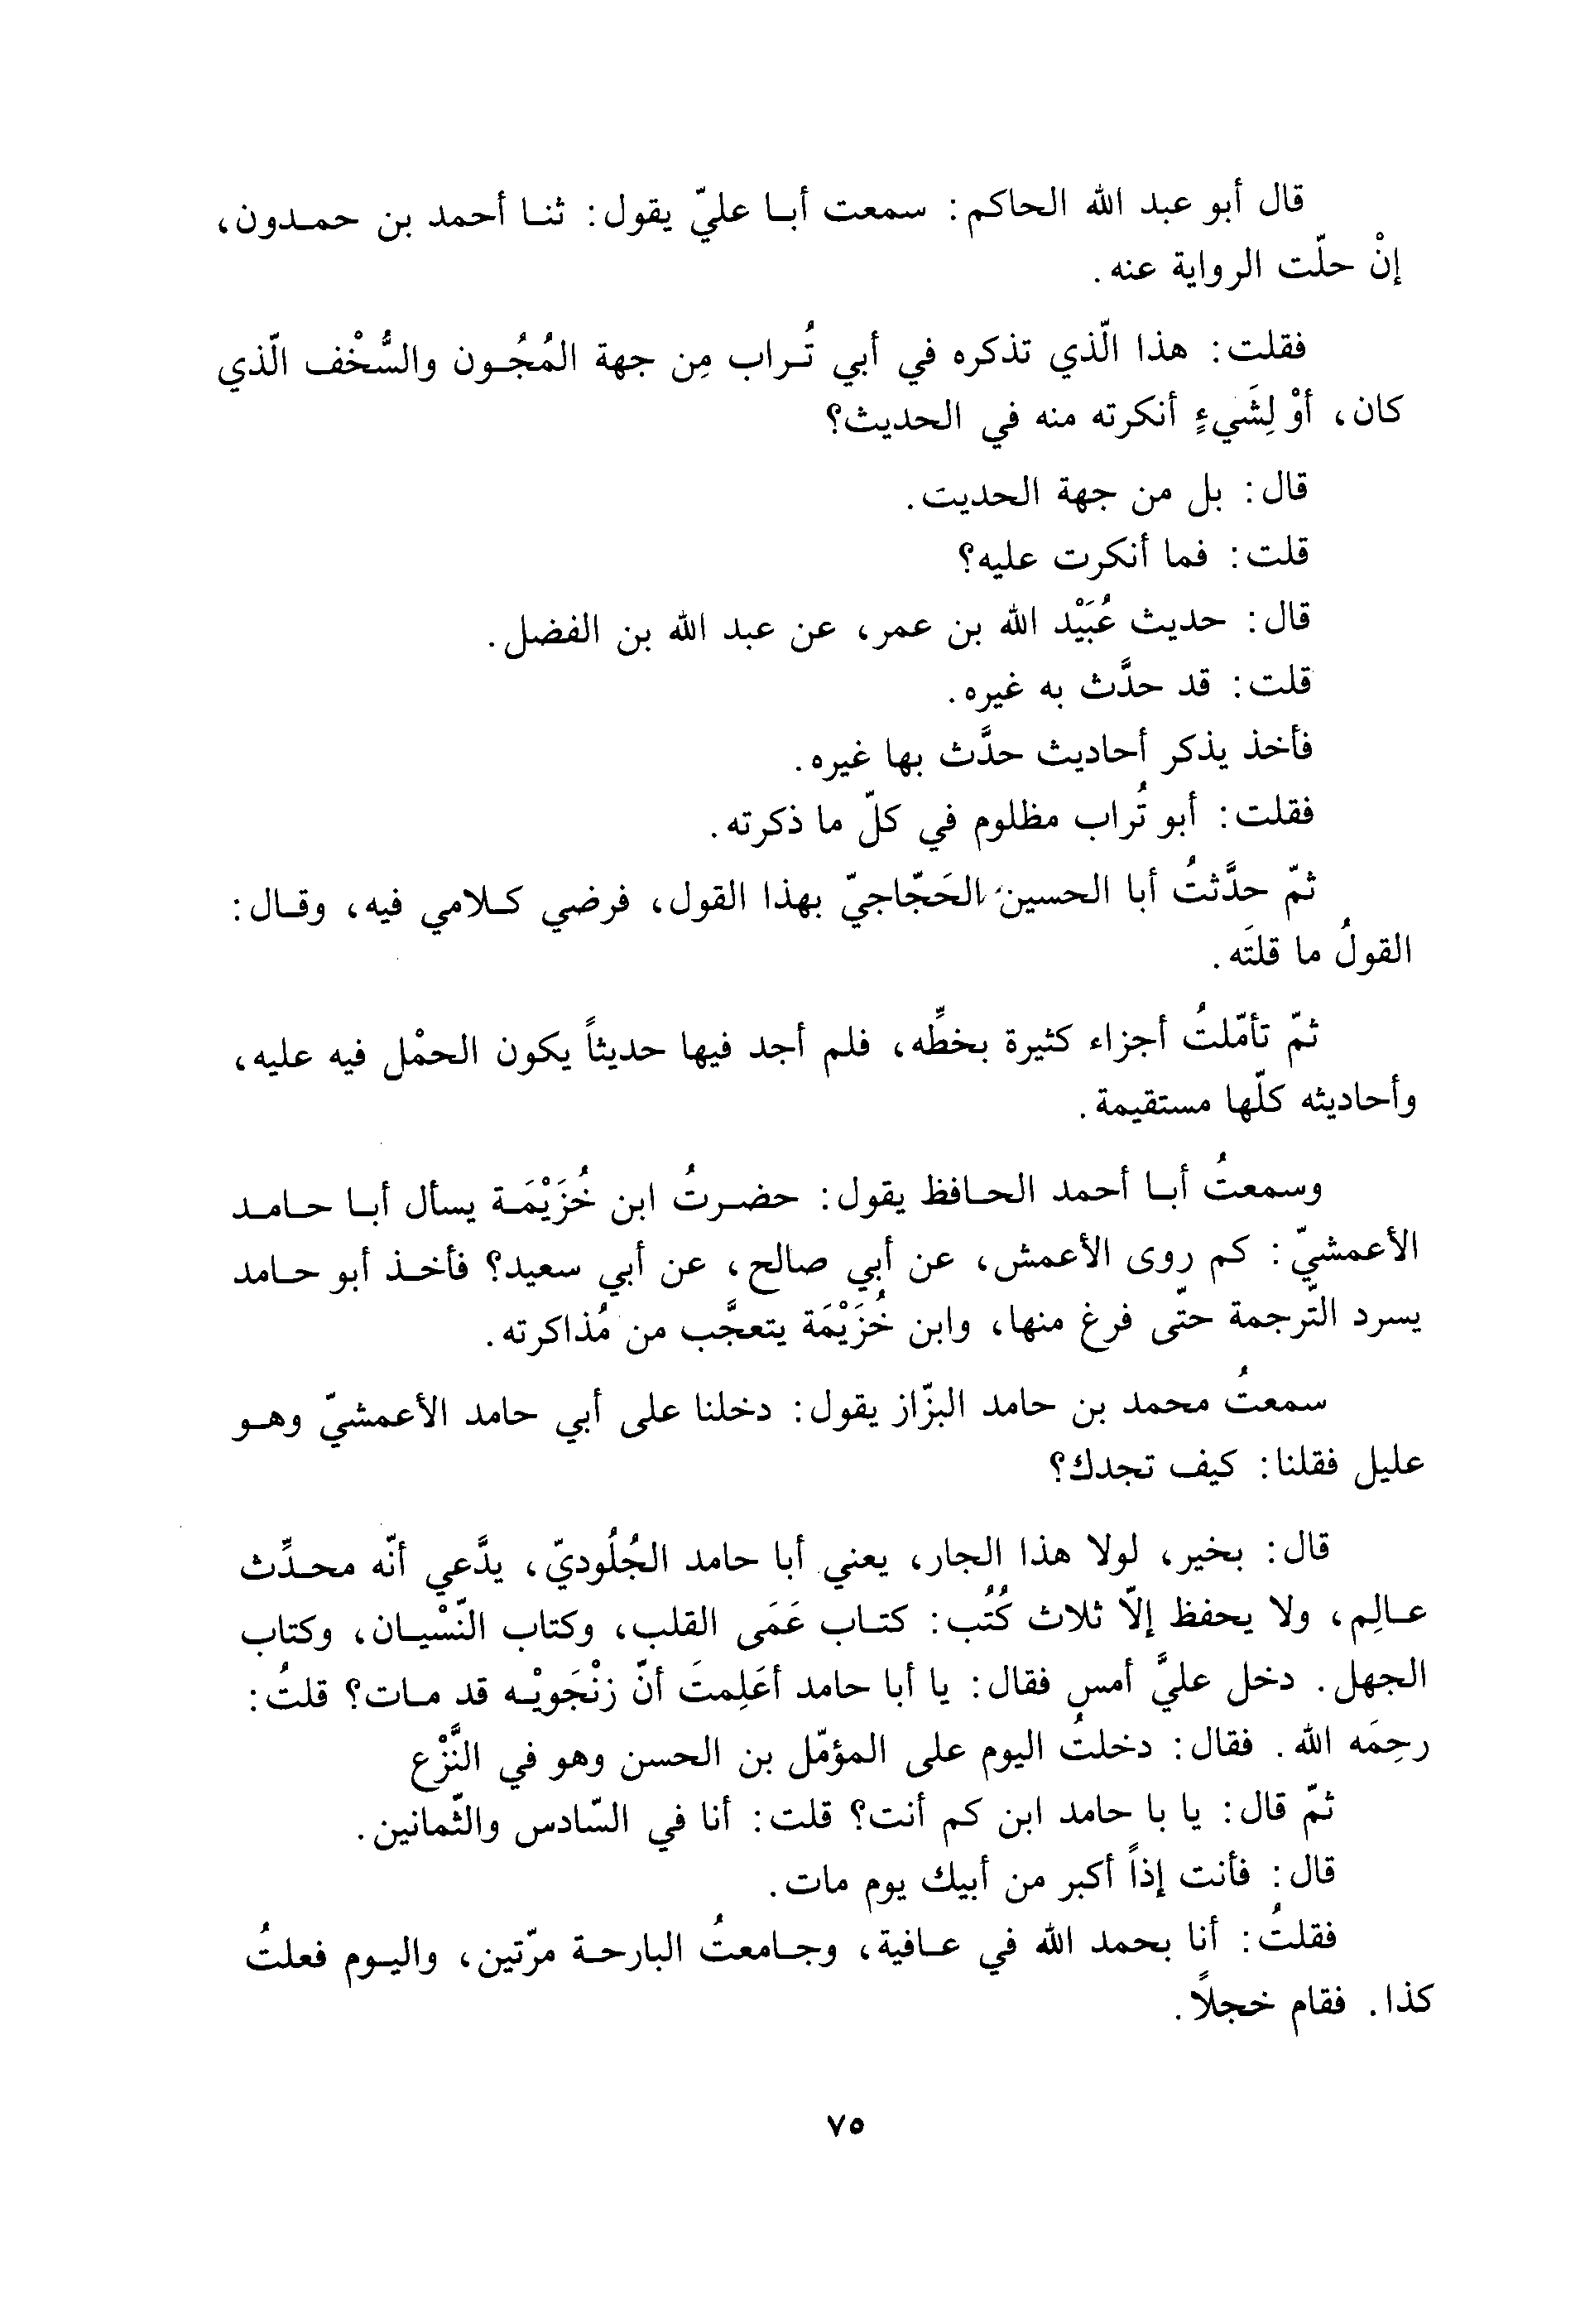 قال أبو عبد الله الحاكم: سمعت أبا عليّ يقول: ثنا أحمد بن حمدون،
إنْ حلّت الرواية عنه.
فقلت: هذا الّذي تذكره في أبي تُراب مِن جهة المُجُون والسُّخْف الّذي
كان، أوْ لِشَيءٍ أنكرته منه في الحديث؟
قال: بل من جهة الحديث.
قلت: فما أنكرت عليه؟
قال: حديث عُبَيْد الله بن عمر، عن عبد الله بن الفضل.
قلت: قد حدَّث به غيره.
فأخذ يذكر أحاديث حدَّث بها غيره.
فقلت: أبو تُراب مظلوم في كلّ ما ذكرته.
ثمّ حدَّثتُ أبا الحسين الحَجّاجيّ بهذا القول، فرضي كلامي فيه، وقال:
القولُ ما قلتَه.
ثمّ تأمّلتُ أجزاء كثيرة بخطِّه، فلم أجد فيها حديثاً يكون الحمْل فيه عليه،
وأحاديثه كلّها مستقيمة.
وسمعتُ أبا أحمد الحافظ يقول: حضرتُ ابن خُزَيْمَة يسأل أبا حامد
الأعمشيّ: كم روى الأعمش، عن أبي صالح، عن أبي سعيد؟ فأخذ أبو حامد
يسرد التّرجمة حتّى فرغ منها، وابن خُزَيْمَة يتعجَّب من مُذاكرته.
سمعتُ محمد بن حامد البزّاز يقول: دخلنا على أبي حامد الأعمشيّ وهو
عليل فقلنا: كيف تجدك؟
قال: بخير، لولا هذا الجار، يعني أبا حامد الجُلُوديّ، يدَّعي أنّه محدِّث
عالِم، ولا يحفظ إلاّ ثلاث كُتُب: كتاب عَمَى القلب، وكتاب النّسْيان، وكتاب
الجهل. دخل عليَّ أمس فقال: يا أبا حامد أعَلِمتَ أنّ زنْجَويْه قد مات؟ قلتُ:
رحِمَه الله. فقال: دخلتُ اليوم على المؤمّل بن الحسن وهو في النَّزْع
ثمّ قال: يا با حامد ابن كم أنت؟ قلت: أنا في السّادس والثّمانين.
قال: فأنت إذاً أكبر من أبيك يوم مات.
فقلتُ: أنا بحمد الله في عافية، وجامعتُ البارحة مرّتين، واليوم فعلتُ
كذا. فقام خجلاً.
٧٥